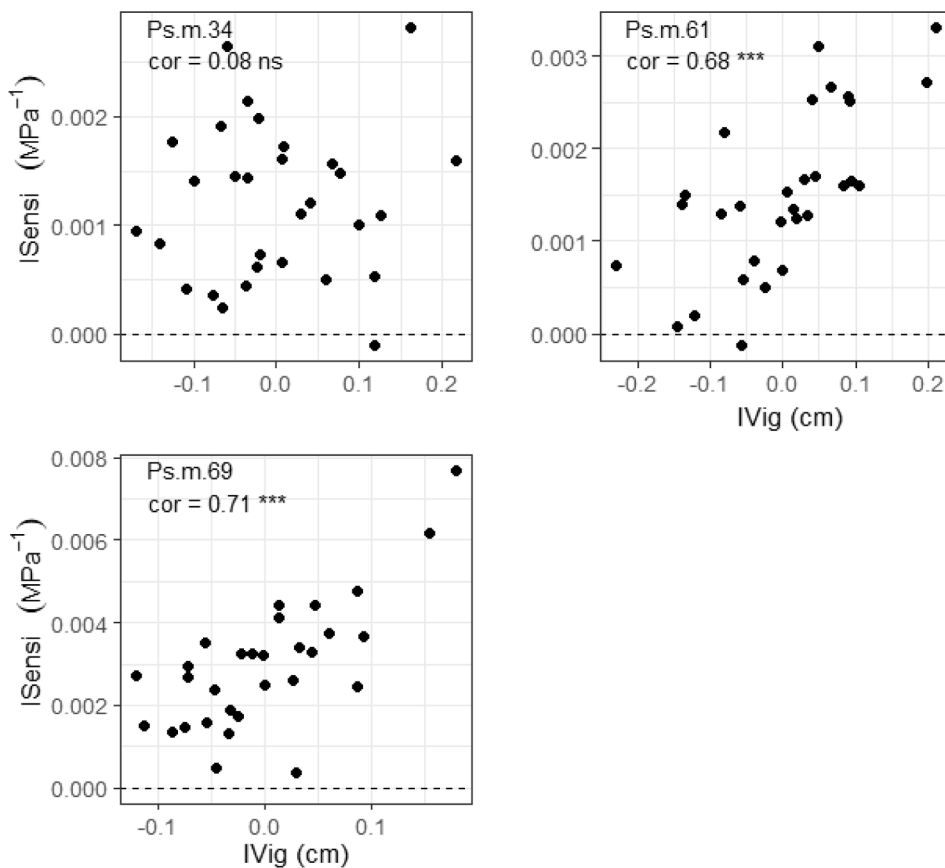 Ps.m.34
cor = 0.08 ns
ISensi (MPa⁻¹)
0.002
0.001
0.000
-0.1
0.0
0.1
0.2
Ps.m.61
cor = 0.68 ***
0.003
0.002
0.001
0.000
-0.2
-0.1
0.0
0.1
0.2
IVig (cm)
Ps.m.69
cor = 0.71 ***
ISensi (MPa⁻¹)
0.008
0.006
0.004
0.002
0.000
-0.1
0.0
0.1
IVig (cm)